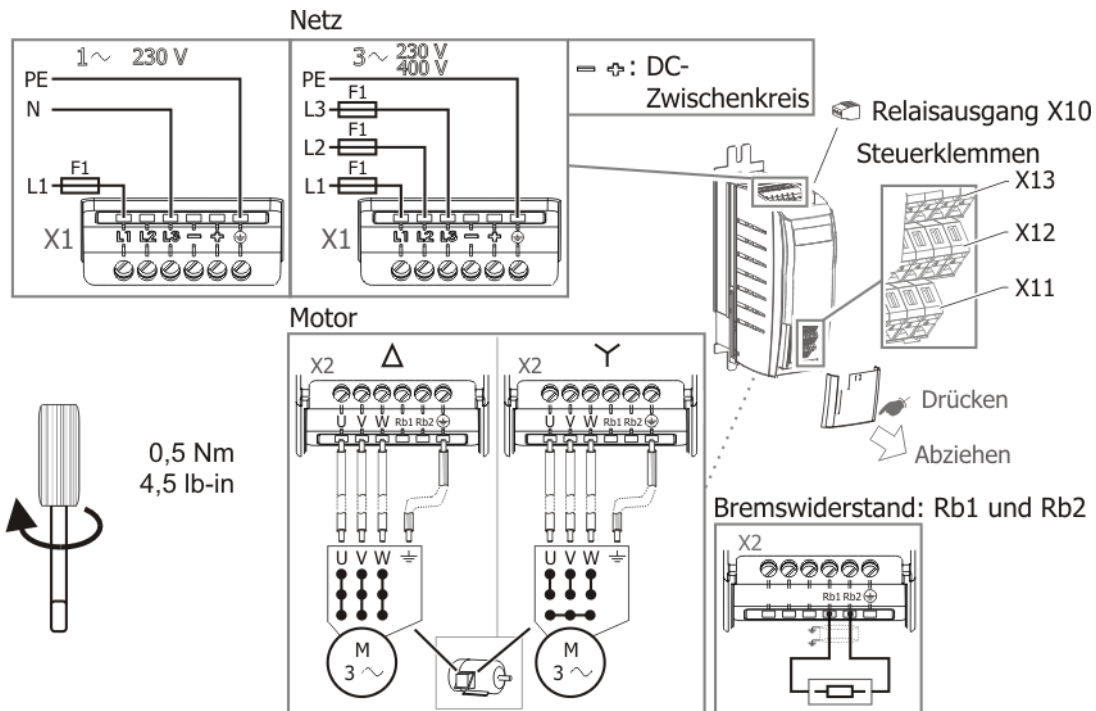 Netz
1~ 230 V
PE
N
F1
L1
X1
L1 L2 L3 − +
3~ 230 V
400 V
PE
F1
L3
F1
L2
F1
L1
X1
L1 L2 L3 − +
− +: DC-
Zwischenkreis
Relaisausgang X10
Steuerklemmen
X13
X12
X11
Drücken
Abziehen
0,5 Nm
4,5 lb-in
Motor
X2 Δ
U V W Rb1 Rb2
U V W
M
3~
X2 Y
U V W Rb1 Rb2
U V W
M
3~
Bremswiderstand: Rb1 und Rb2
X2
Rb1 Rb2